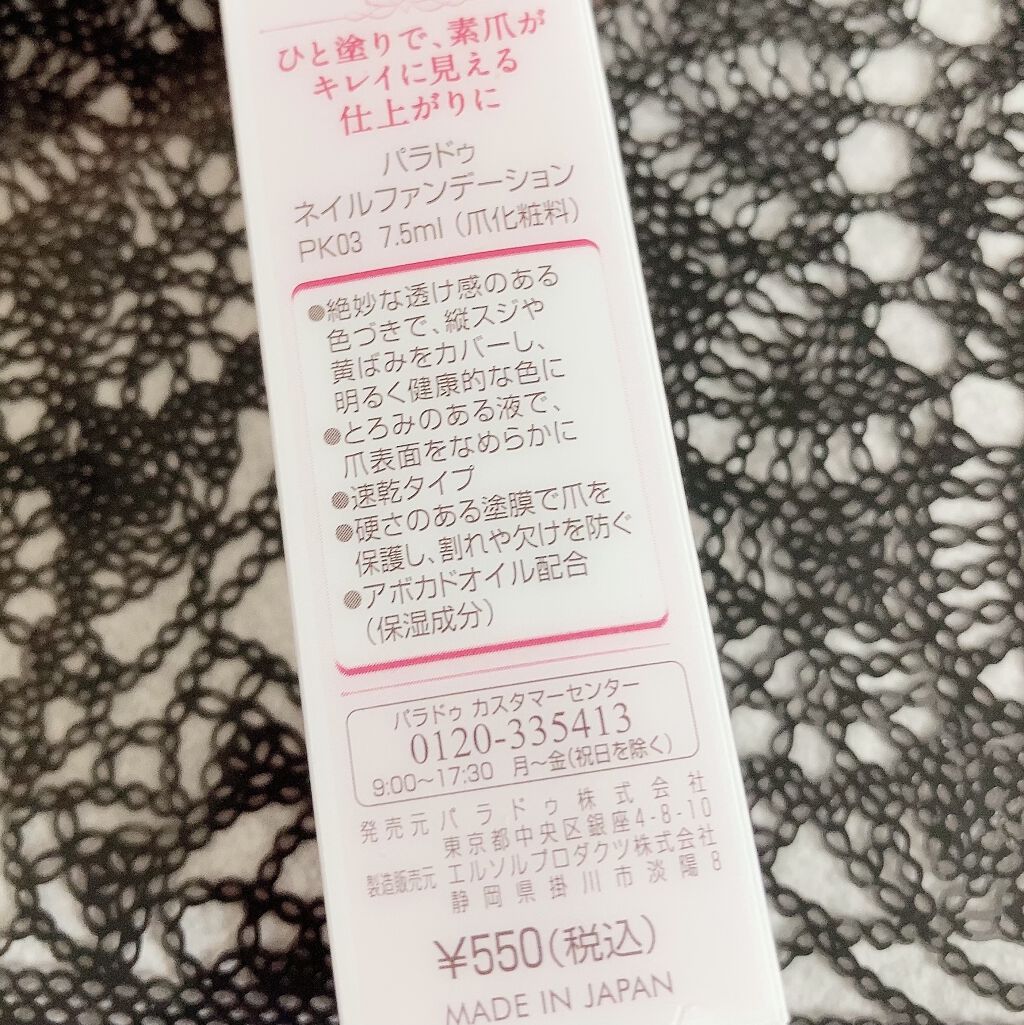 ひと塗りで、素爪が
キレイに見える
仕上がりに
パラドゥ
ネイルファンデーション
PK03 7.5ml（爪化粧料）
●絶妙な透け感のある
色づきで、縦スジや
黄ばみをカバーし、
明るく健康的な色に
●とろみのある液で、
爪表面をなめらかに
●速乾タイプ
●硬さのある塗膜で爪を
保護し、割れや欠けを防ぐ
●アボカドオイル配合
（保湿成分）
パラドゥ カスタマーセンター
0120-335413
9:00～17:30 月～金（祝日を除く）
発売元 パラドゥ株式会社
東京都中央区銀座4-8-10
製造販売元 エルソルプロダクツ株式会社
静岡県掛川市淡陽8
¥550（税込）
MADE IN JAPAN